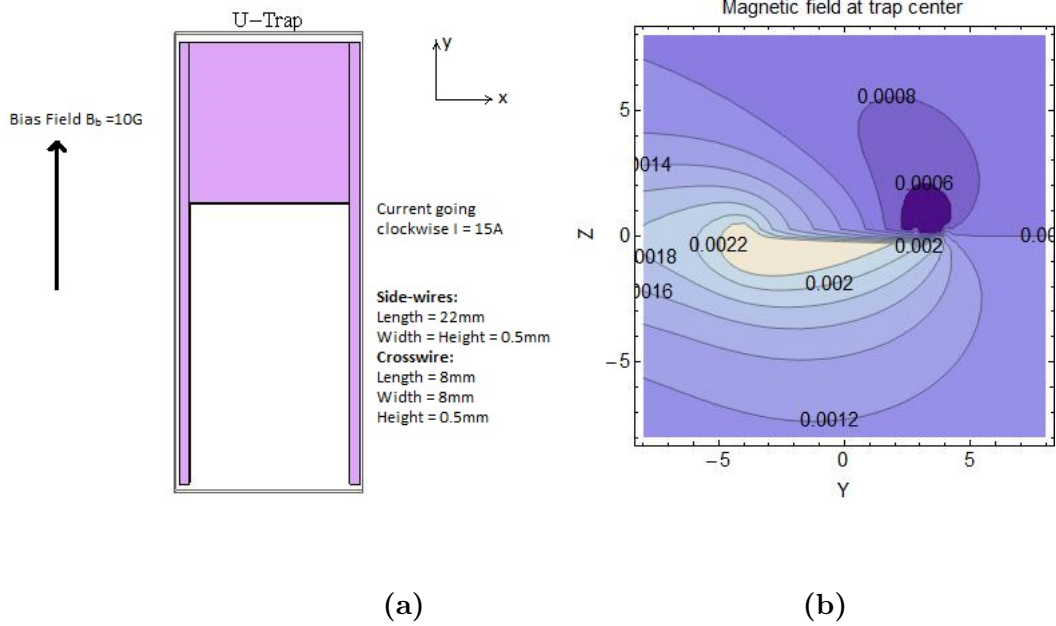 U-Trap
y
x
Bias Field Bb =10G
Current going
clockwise I = 15A
Side-wires:
Length = 22mm
Width = Height = 0.5mm
Crosswire:
Length = 8mm
Width = 8mm
Height = 0.5mm
(a)
Magnetic field at trap center
5
0
−5
Z
−5
0
5
Y
0.0008
0014
0.0006
0.00
0.0022
0.002
0018
0.002
0016
0.0012
(b)